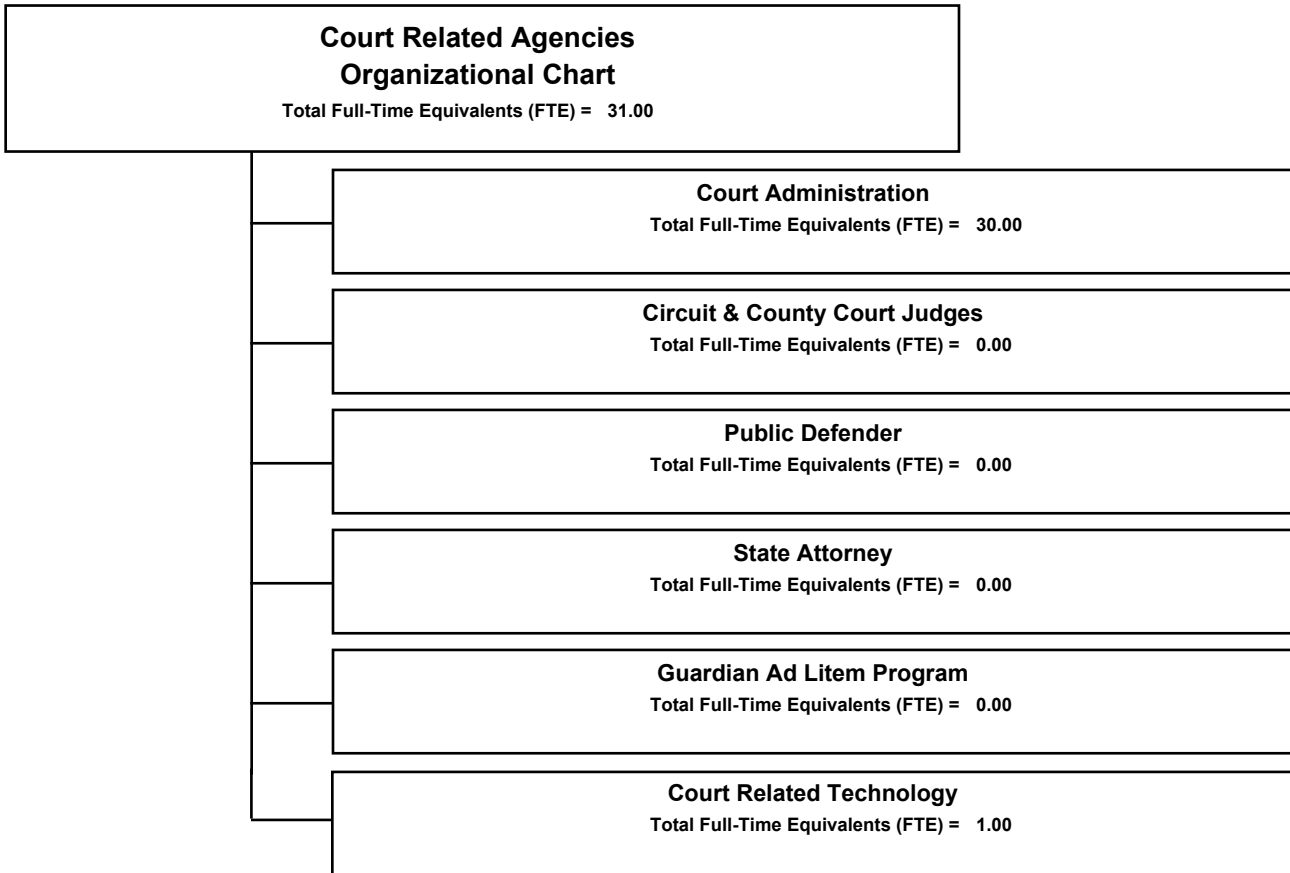 Court Related Agencies
Organizational Chart
Total Full-Time Equivalents (FTE) = 31.00
Court Administration
Total Full-Time Equivalents (FTE) = 30.00
Circuit & County Court Judges
Total Full-Time Equivalents (FTE) = 0.00
Public Defender
Total Full-Time Equivalents (FTE) = 0.00
State Attorney
Total Full-Time Equivalents (FTE) = 0.00
Guardian Ad Litem Program
Total Full-Time Equivalents (FTE) = 0.00
Court Related Technology
Total Full-Time Equivalents (FTE) = 1.00